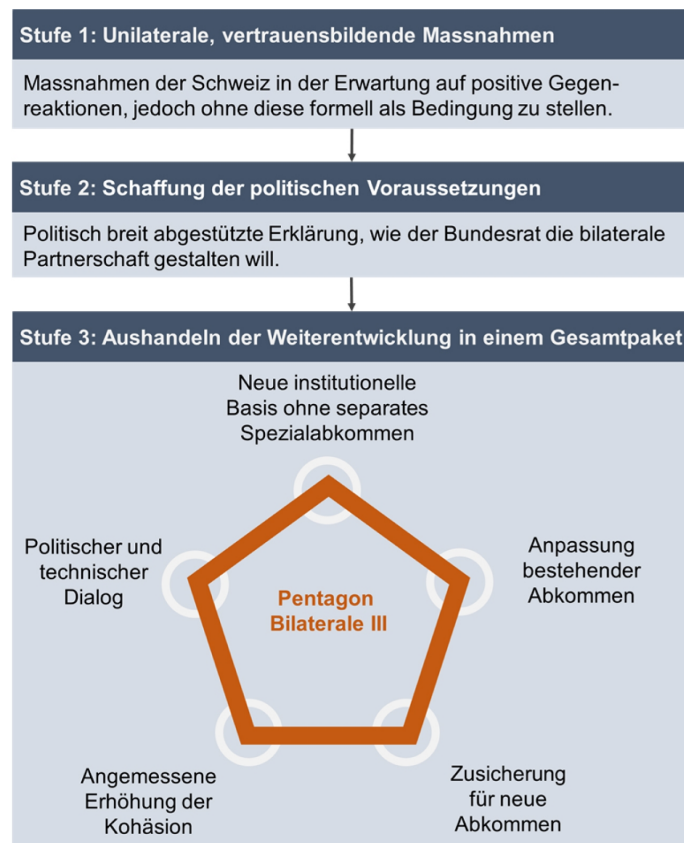 Stufe 1: Unilaterale, vertrauensbildende Massnahmen
Massnahmen der Schweiz in der Erwartung auf positive Gegen-
reaktionen, jedoch ohne diese formell als Bedingung zu stellen.
Stufe 2: Schaffung der politischen Voraussetzungen
Politisch breit abgestützte Erklärung, wie der Bundesrat die bilaterale
Partnerschaft gestalten will.
Stufe 3: Aushandeln der Weiterentwicklung in einem Gesamtpaket
Neue institutionelle
Basis ohne separates
Spezialabkommen
Politischer und
technischer
Dialog
Anpassung
bestehender
Abkommen
Pentagon
Bilaterale III
Angemessene
Erhöhung der
Kohäsion
Zusicherung
für neue
Abkommen